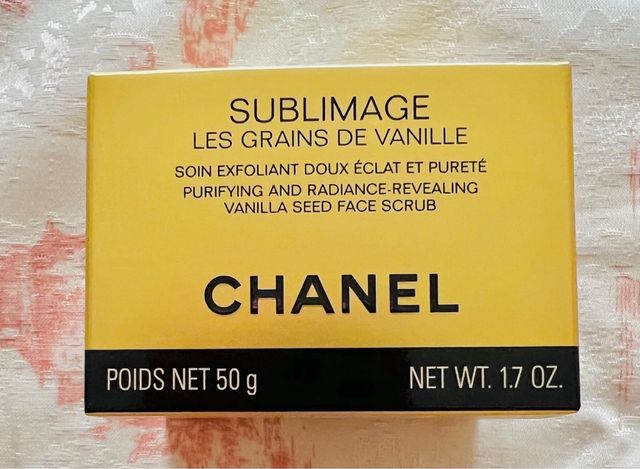 SUBLIMAGE
LES GRAINS DE VANILLE
SOIN EXFOLIANT DOUX ÉCLAT ET PURETÉ
PURIFYING AND RADIANCE-REVEALING
VANILLA SEED FACE SCRUB
CHANEL
POIDS NET 50 g NET WT. 1.7 OZ.